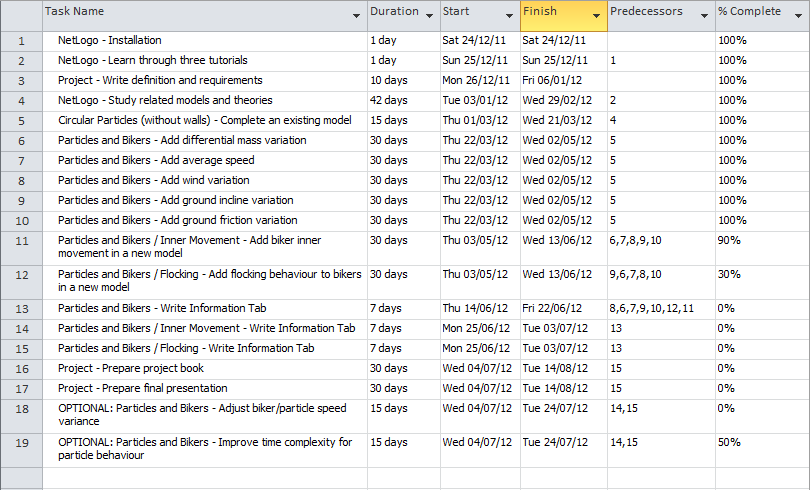 Task Name Duration Start Finish Predecessors % Complete
1 NetLogo - Installation 1 day Sat 24/12/11 Sat 24/12/11 100%
2 NetLogo - Learn through three tutorials 1 day Sun 25/12/11 Sun 25/12/11 1 100%
3 Project - Write definition and requirements 10 days Mon 26/12/11 Fri 06/01/12 100%
4 NetLogo - Study related models and theories 42 days Tue 03/01/12 Wed 29/02/12 2 100%
5 Circular Particles (without walls) - Complete an existing model 15 days Thu 01/03/12 Wed 21/03/12 4 100%
6 Particles and Bikers - Add differential mass variation 30 days Thu 22/03/12 Wed 02/05/12 5 100%
7 Particles and Bikers - Add average speed 30 days Thu 22/03/12 Wed 02/05/12 5 100%
8 Particles and Bikers - Add wind variation 30 days Thu 22/03/12 Wed 02/05/12 5 100%
9 Particles and Bikers - Add ground incline variation 30 days Thu 22/03/12 Wed 02/05/12 5 100%
10 Particles and Bikers - Add ground friction variation 30 days Thu 22/03/12 Wed 02/05/12 5 100%
11 Particles and Bikers / Inner Movement - Add biker inner 30 days Thu 03/05/12 Wed 13/06/12 6,7,8,9,10 90%
movement in a new model
12 Particles and Bikers / Flocking - Add flocking behaviour to bikers 30 days Thu 03/05/12 Wed 13/06/12 9,6,7,8,10 30%
in a new model
13 Particles and Bikers - Write Information Tab 7 days Thu 14/06/12 Fri 22/06/12 8,6,7,9,10,12,11 0%
14 Particles and Bikers / Inner Movement - Write Information Tab 7 days Mon 25/06/12 Tue 03/07/12 13 0%
15 Particles and Bikers / Flocking - Write Information Tab 7 days Mon 25/06/12 Tue 03/07/12 13 0%
16 Project - Prepare project book 30 days Wed 04/07/12 Tue 14/08/12 15 0%
17 Project - Prepare final presentation 30 days Wed 04/07/12 Tue 14/08/12 15 0%
18 OPTIONAL: Particles and Bikers - Adjust biker/particle speed 15 days Wed 04/07/12 Tue 24/07/12 14,15 0%
variance
19 OPTIONAL: Particles and Bikers - Improve time complexity for 15 days Wed 04/07/12 Tue 24/07/12 14,15 50%
particle behaviour